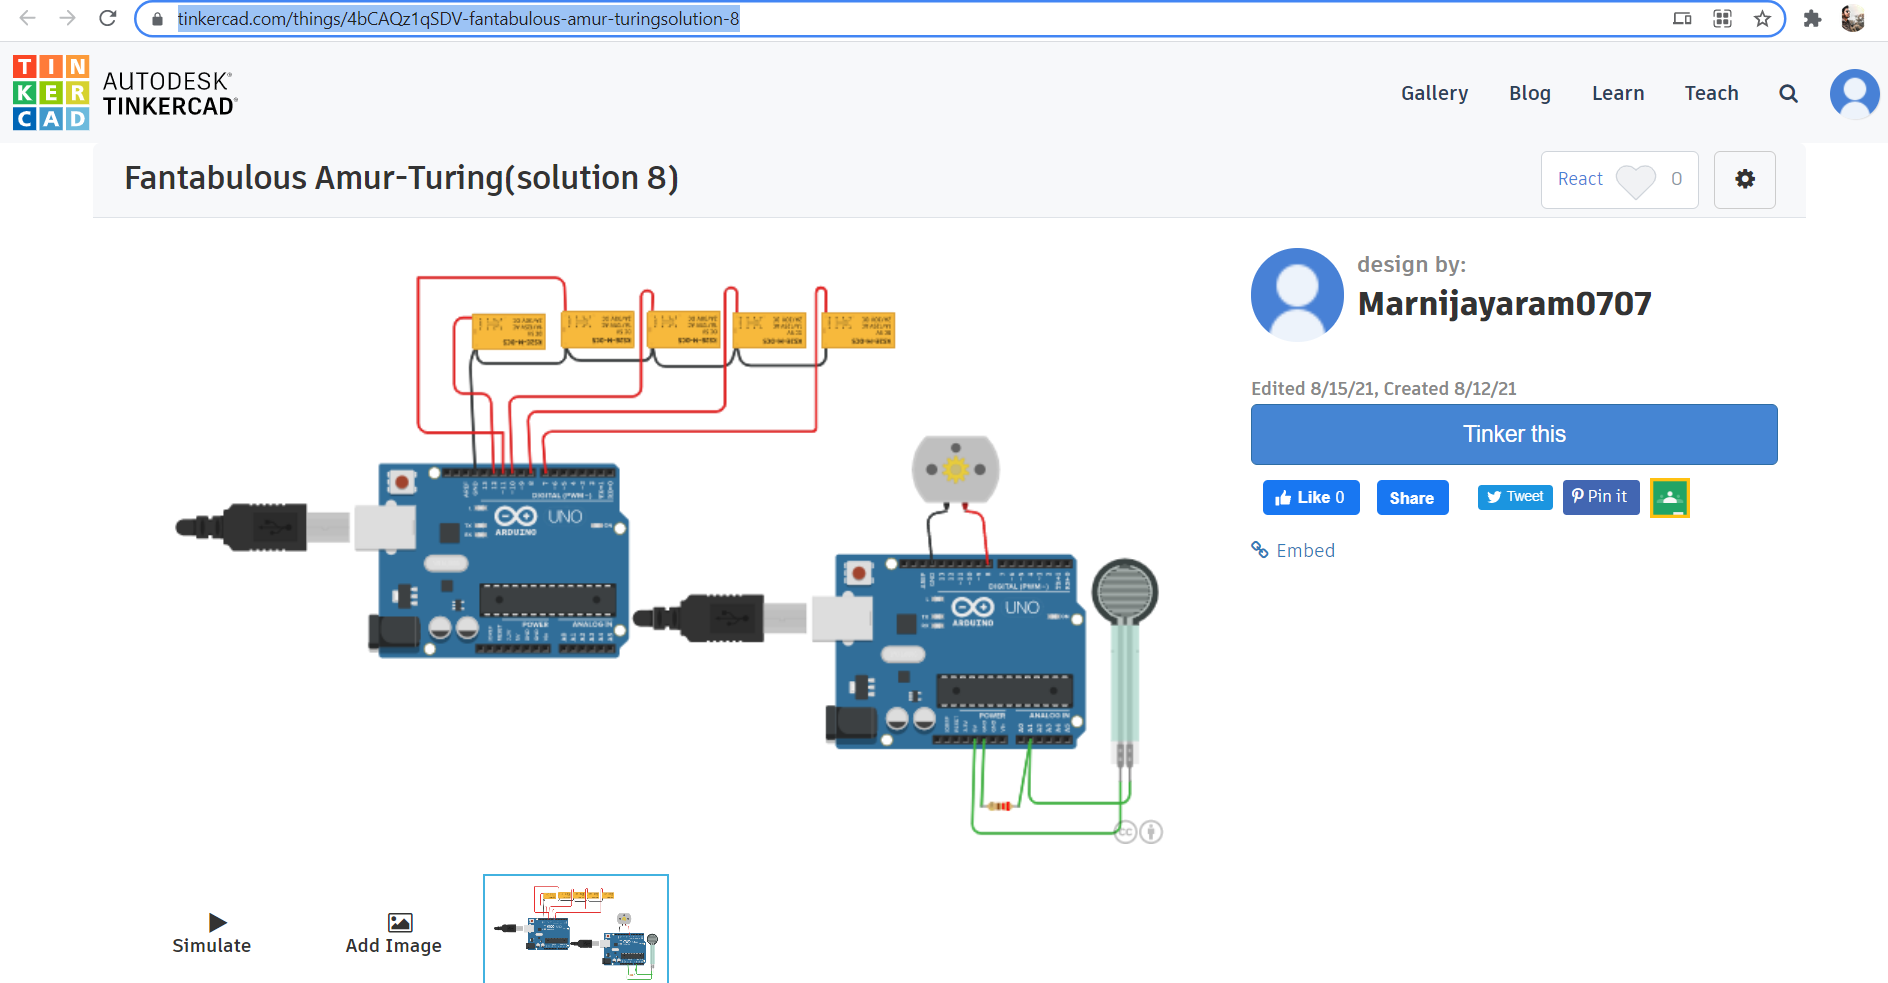 tinkercad.com/things/4bCAQz1qSDV-fantabulous-amur-turingsolution-8
TINKERCAD
AUTODESK®
TINKERCAD®
Gallery Blog Learn Teach
Fantabulous Amur-Turing(solution 8)
React 0
design by:
Marnijayaram0707
Edited 8/15/21, Created 8/12/21
Tinker this
Like 0 Share Tweet Pin it
Embed
DIGITAL (PWM~)
UNO
ARDUINO
POWER ANALOG IN
DIGITAL (PWM~)
UNO
ARDUINO
POWER ANALOG IN
cc
Simulate
Add Image